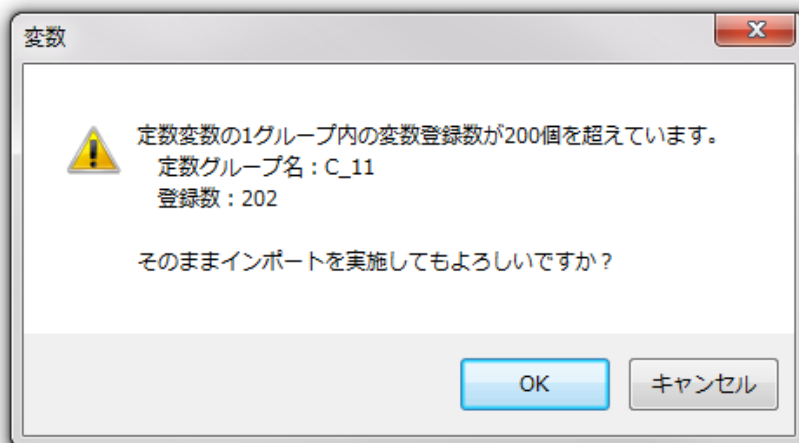 変数
定数変数の1グループ内の変数登録数が200個を超えています。
定数グループ名：C_11
登録数：202
そのままインポートを実施してもよろしいですか？
OK
キャンセル